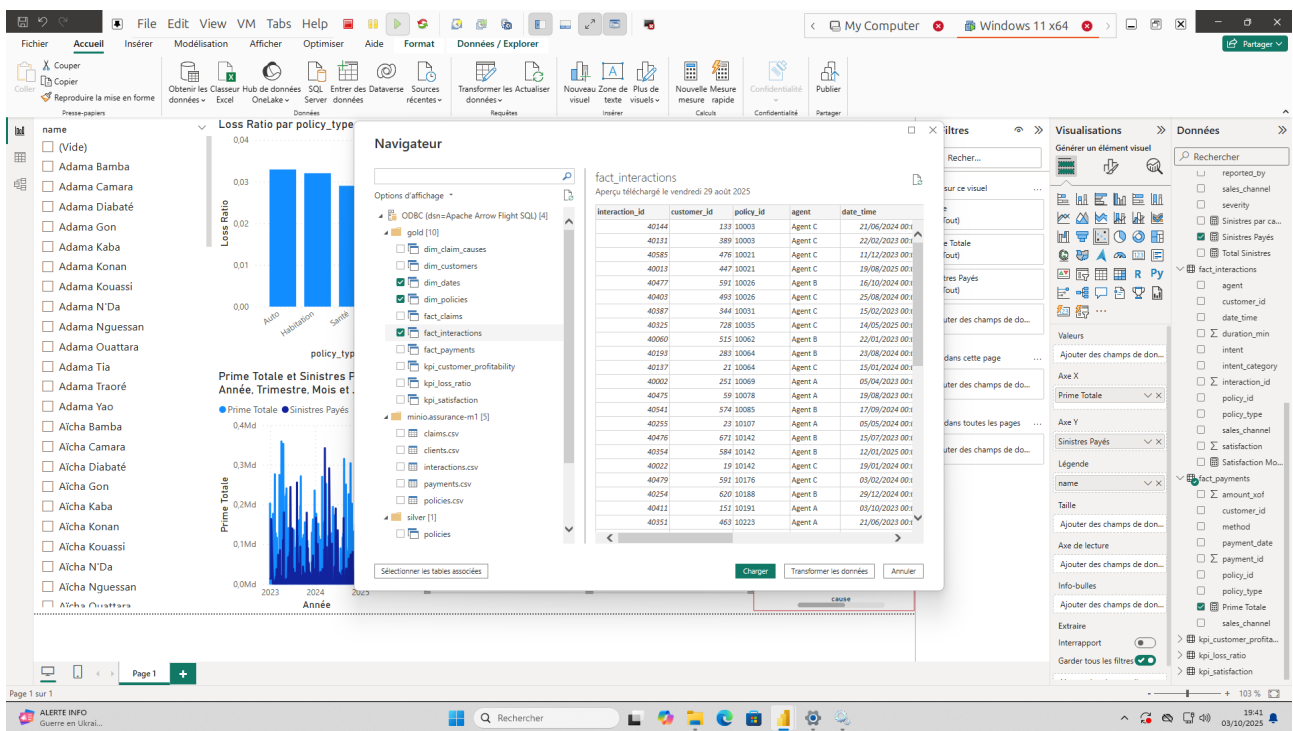 File Edit View VM Tabs Help
My Computer
Windows 11 x64
Fichier Accueil Insérer Modélisation Afficher Optimiser Aide Format Données / Explorer
Partager
Coller
Couper
Copier
Reproduire la mise en forme
Presse-papiers
Obtenir les données
Classeur Excel
Hub de données OneLake
SQL Server
Entrer des données
Dataverse
Sources récentes
Données
Transformer les données
Actualiser
Requêtes
Nouveau visuel
Zone de texte
Plus de visuels
Insérer
Nouvelle mesure
Mesure rapide
Calculs
Confidentialité
Confidentialité
Publier
Partager
name
(Vide)
Adama Bamba
Adama Camara
Adama Diabaté
Adama Gon
Adama Kaba
Adama Konan
Adama Kouassi
Adama N'Da
Adama Nguessan
Adama Ouattara
Adama Tia
Adama Traoré
Adama Yao
Aïcha Bamba
Aïcha Camara
Aïcha Diabaté
Aïcha Gon
Aïcha Kaba
Aïcha Konan
Aïcha Kouassi
Aïcha N'Da
Aïcha Nguessan
Aïcha Ouattara
Loss Ratio par policy_type
0,04
0,03
0,02
0,01
0,00
Loss Ratio
Auto
Habitation
Santé
policy_typ
Prime Totale et Sinistres P
Année, Trimestre, Mois et
Prime Totale Sinistres Payés
0,4Md
0,3Md
0,2Md
0,1Md
0,0Md
Prime Totale
2023 2024 2025
Année
cause
Navigateur
Options d'affichage
ODBC (dsn=Apache Arrow Flight SQL) [4]
gold [10]
dim_claim_causes
dim_customers
dim_dates
dim_policies
fact_claims
fact_interactions
fact_payments
kpi_customer_profitability
kpi_loss_ratio
kpi_satisfaction
minio.assurance-m1 [5]
claims.csv
clients.csv
interactions.csv
payments.csv
policies.csv
silver [1]
policies
fact_interactions
Aperçu téléchargé le vendredi 29 août 2025
interaction_id customer_id policy_id agent date_time
40144 133 10003 Agent C 21/06/2024 00:
40131 389 10003 Agent C 22/02/2023 00:
40585 476 10021 Agent C 11/12/2023 00:
40013 447 10021 Agent C 19/08/2025 00:
40477 591 10026 Agent B 16/10/2024 00:
40403 493 10026 Agent C 25/08/2024 00:
40387 344 10031 Agent C 15/02/2023 00:
40325 728 10035 Agent C 14/05/2025 00:
40060 515 10062 Agent B 22/01/2023 00:
40193 283 10064 Agent B 23/08/2024 00:
40137 21 10064 Agent C 15/01/2024 00:
40002 251 10069 Agent A 05/04/2023 00:
40475 59 10078 Agent A 19/08/2023 00:
40541 574 10085 Agent B 17/09/2024 00:
40255 23 10107 Agent A 05/05/2024 00:
40476 671 10142 Agent B 15/07/2023 00:
40354 584 10142 Agent B 12/01/2025 00:
40022 19 10142 Agent C 19/01/2024 00:
40479 591 10176 Agent C 03/02/2024 00:
40254 620 10188 Agent B 29/12/2024 00:
40411 151 10191 Agent A 03/10/2023 00:
40351 463 10223 Agent A 21/06/2023 00:
Sélectionner les tables associées
Charger
Transformer les données
Annuler
iltres
Recher...
sur ce visuel ...
Tout)
e Totale
Tout)
tres Payés
Tout)
uter des champs de do...
dans cette page ...
uter des champs de do...
dans toutes les pages ...
uter des champs de do...
Visualisations
Générer un élément visuel
R Py
Valeurs
Ajouter des champs de don...
Axe X
Prime Totale
Axe Y
Sinistres Payés
Légende
name
Taille
Ajouter des champs de don...
Axe de lecture
Ajouter des champs de don...
Info-bulles
Ajouter des champs de don...
Extraire
Interrapport
Garder tous les filtres
Données
Rechercher
reported_by
sales_channel
severity
Sinistres par ca...
Sinistres Payés
Total Sinistres
fact_interactions
agent
customer_id
date_time
duration_min
intent
intent_category
interaction_id
policy_id
policy_type
sales_channel
satisfaction
Satisfaction Mo...
fact_payments
amount_xof
customer_id
method
payment_date
payment_id
policy_id
policy_type
Prime Totale
sales_channel
kpi_customer_profita...
kpi_loss_ratio
kpi_satisfaction
Page 1
Page 1 sur 1
103 %
ALERTE INFO
Guerre en Ukrai...
Rechercher
19:41
03/10/2025